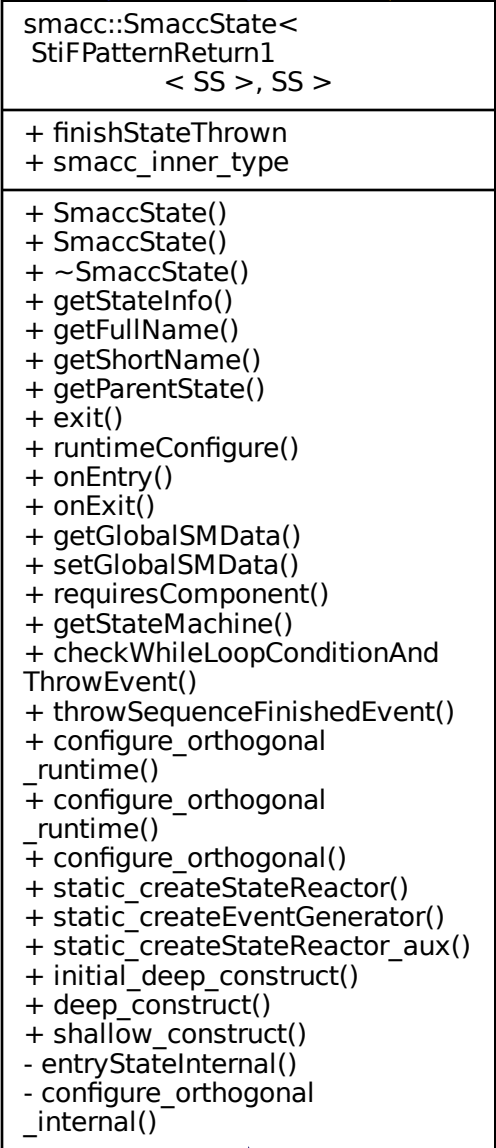 smacc::SmaccState<
StiFPatternReturn1
< SS >, SS >
+ finishStateThrown
+ smacc_inner_type
+ SmaccState()
+ SmaccState()
+ ~SmaccState()
+ getStateInfo()
+ getFullName()
+ getShortName()
+ getParentState()
+ exit()
+ runtimeConfigure()
+ onEntry()
+ onExit()
+ getGlobalSMData()
+ setGlobalSMData()
+ requiresComponent()
+ getStateMachine()
+ checkWhileLoopConditionAnd
ThrowEvent()
+ throwSequenceFinishedEvent()
+ configure_orthogonal
_runtime()
+ configure_orthogonal
_runtime()
+ configure_orthogonal()
+ static_createStateReactor()
+ static_createEventGenerator()
+ static_createStateReactor_aux()
+ initial_deep_construct()
+ deep_construct()
+ shallow_construct()
- entryStateInternal()
- configure_orthogonal
_internal()